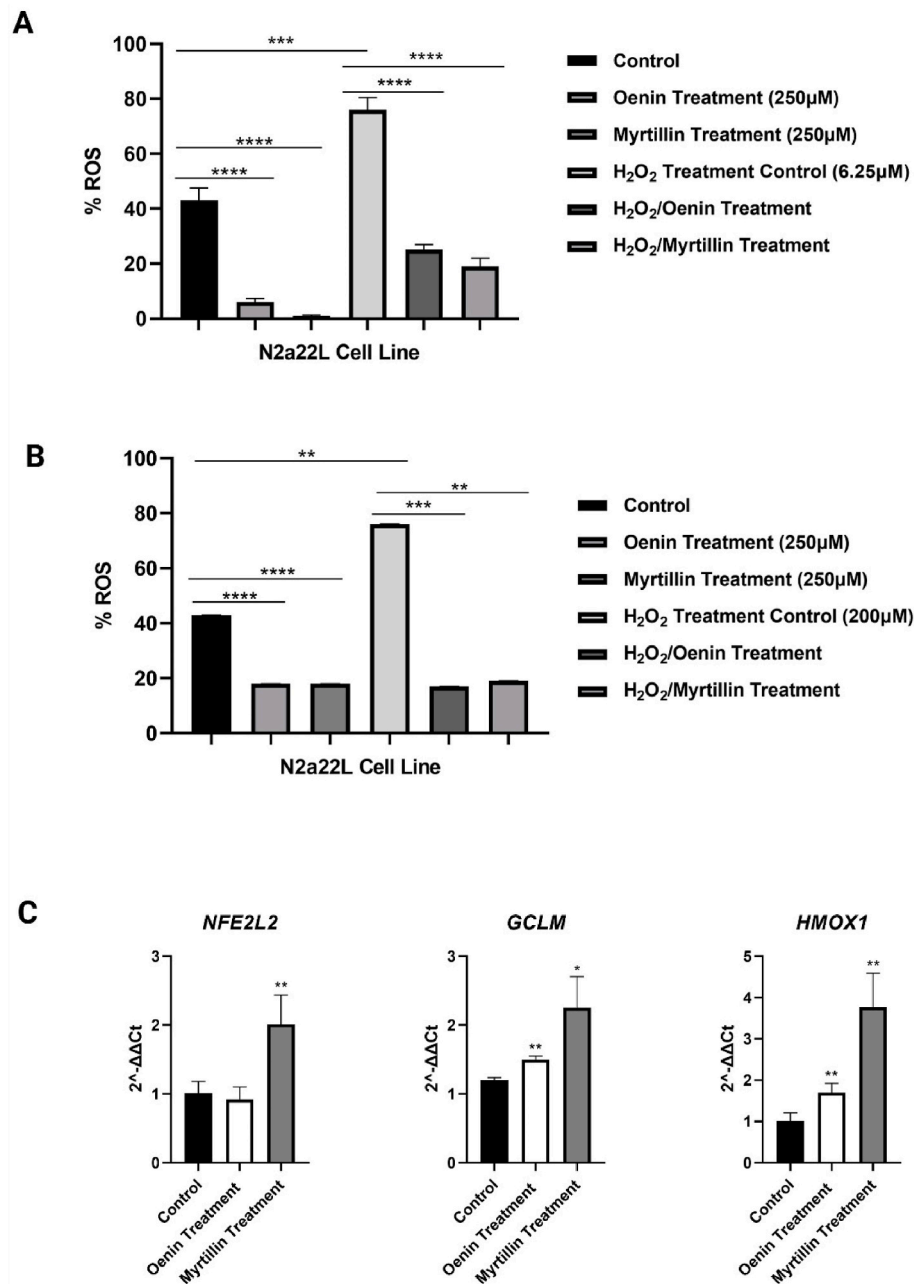 A
100
80
60
40
20
0
% ROS
***
****
****
****
****
N2a22L Cell Line
Control
Oenin Treatment (250µM)
Myrtillin Treatment (250µM)
H₂O₂ Treatment Control (6.25µM)
H₂O₂/Oenin Treatment
H₂O₂/Myrtillin Treatment
B
100
80
60
40
20
0
% ROS
**
**
***
****
****
N2a22L Cell Line
Control
Oenin Treatment (250µM)
Myrtillin Treatment (250µM)
H₂O₂ Treatment Control (200µM)
H₂O₂/Oenin Treatment
H₂O₂/Myrtillin Treatment
C
NFE2L2
3
2
1
0
2^-ΔΔCt
**
Control
Oenin Treatment
Myrtillin Treatment
GCLM
3
2
1
0
2^-ΔΔCt
**
*
Control
Oenin Treatment
Myrtillin Treatment
HMOX1
5
4
3
2
1
0
2^-ΔΔCt
**
**
Control
Oenin Treatment
Myrtillin Treatment